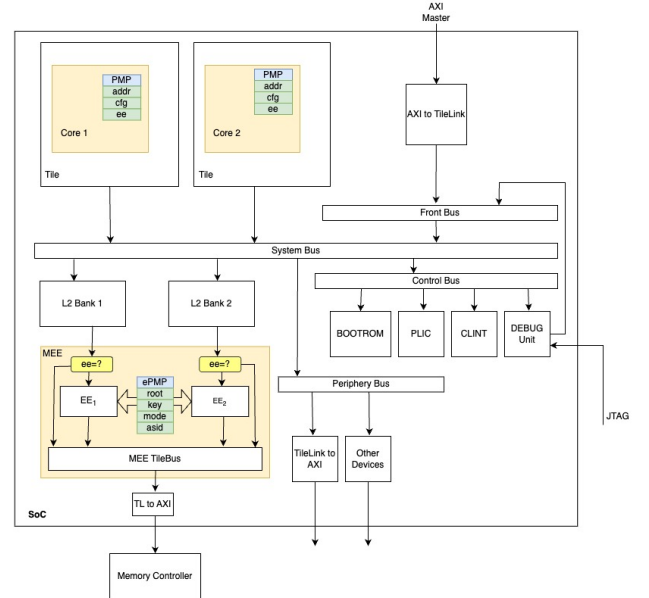 AXI
Master
PMP
addr
cfg
ee
Core 1
Tile
PMP
addr
cfg
ee
Core 2
Tile
AXI to TileLink
Front Bus
System Bus
Control Bus
L2 Bank 1
L2 Bank 2
BOOTROM
PLIC
CLINT
DEBUG
Unit
MEE
ee=?
ee=?
ePMP
root
key
mode
asid
EE1
EE2
Periphery Bus
JTAG
MEE TileBus
TileLink to
AXI
Other
Devices
TL to AXI
SoC
Memory Controller